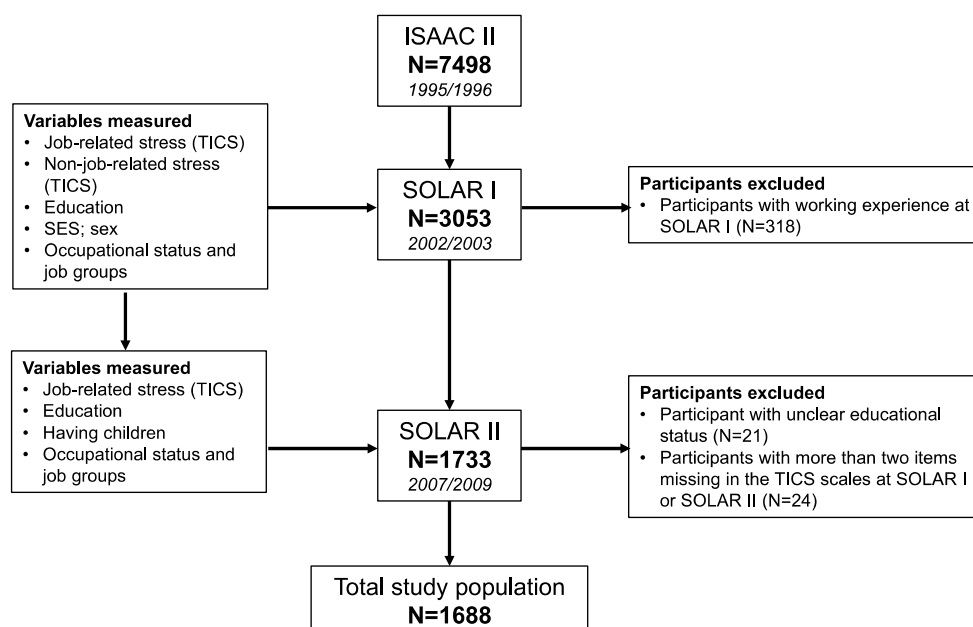 ISAAC II
N=7498
1995/1996
Variables measured
• Job-related stress (TICS)
• Non-job-related stress
(TICS)
• Education
• SES; sex
• Occupational status and
job groups
SOLAR I
N=3053
2002/2003
Participants excluded
• Participants with working experience at
SOLAR I (N=318)
Variables measured
• Job-related stress (TICS)
• Education
• Having children
• Occupational status and
job groups
SOLAR II
N=1733
2007/2009
Participants excluded
• Participant with unclear educational
status (N=21)
• Participants with more than two items
missing in the TICS scales at SOLAR I
or SOLAR II (N=24)
Total study population
N=1688